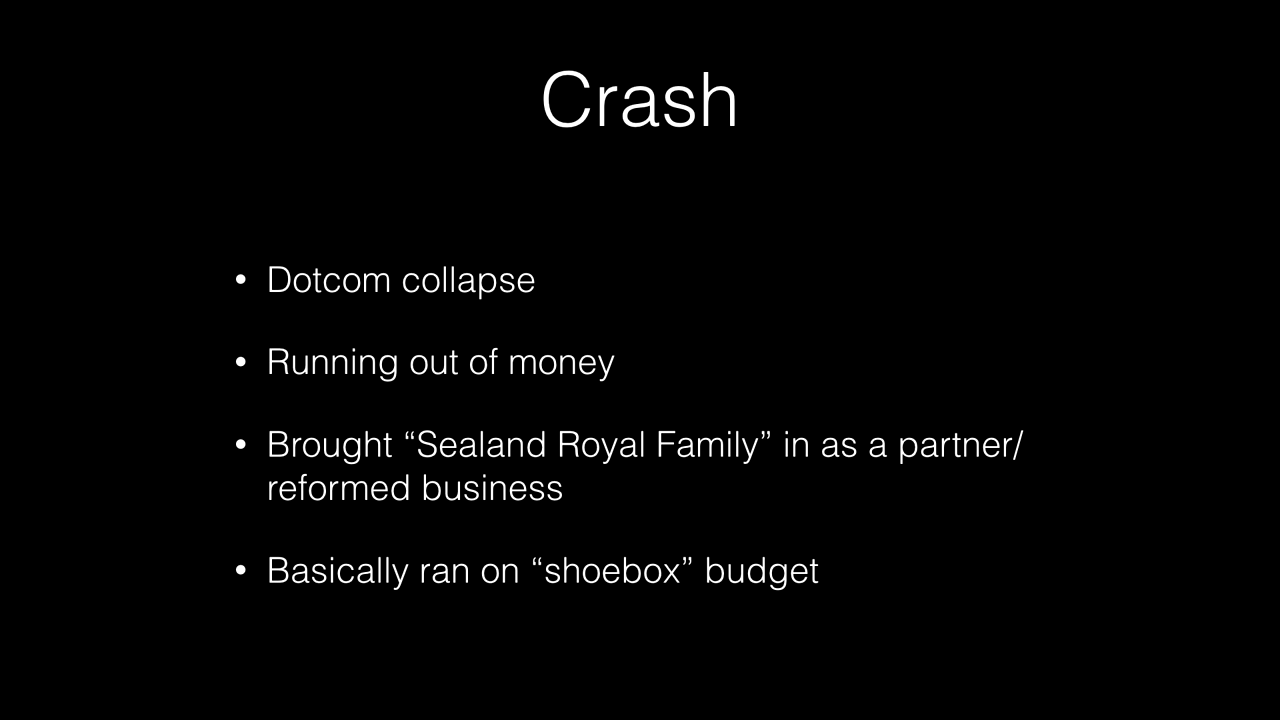 Crash
• Dotcom collapse
• Running out of money
• Brought “Sealand Royal Family” in as a partner/
reformed business
• Basically ran on “shoebox” budget